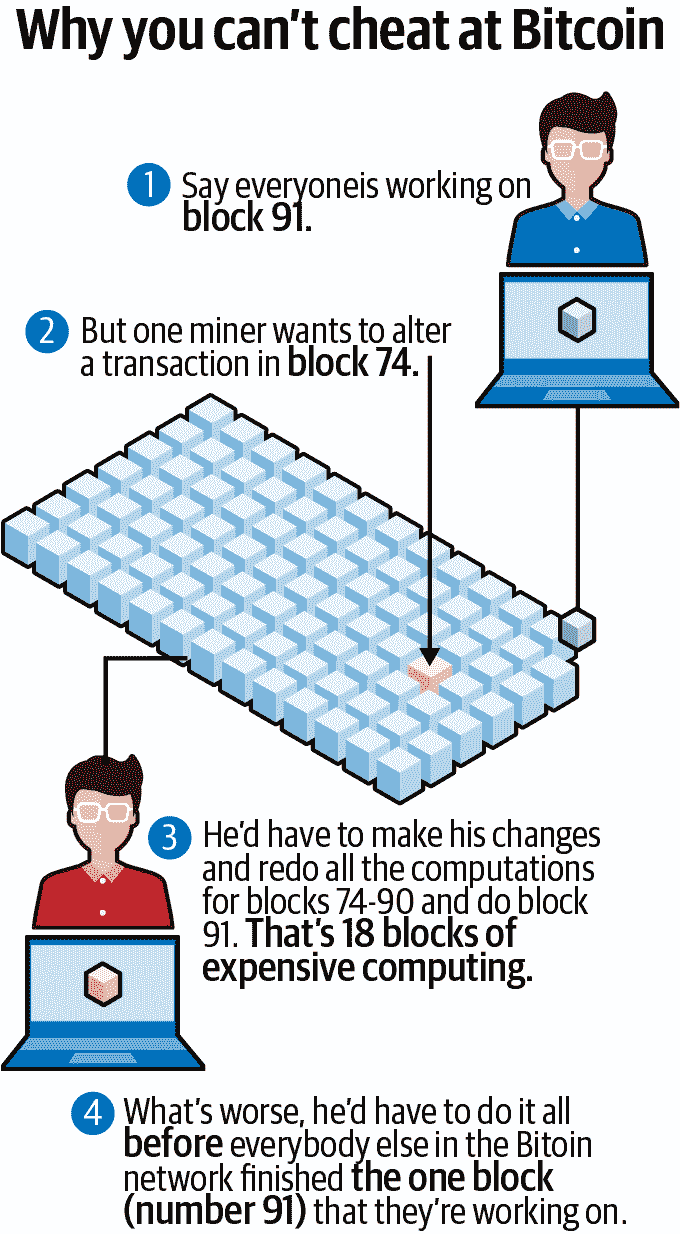 Why you can't cheat at Bitcoin
1 Say everyoneis working on
block 91.
2 But one miner wants to alter
a transaction in block 74.
3 He'd have to make his changes
and redo all the computations
for blocks 74-90 and do block
91. That's 18 blocks of
expensive computing.
4 What's worse, he'd have to do it all
before everybody else in the Bitoin
network finished the one block
(number 91) that they're working on.